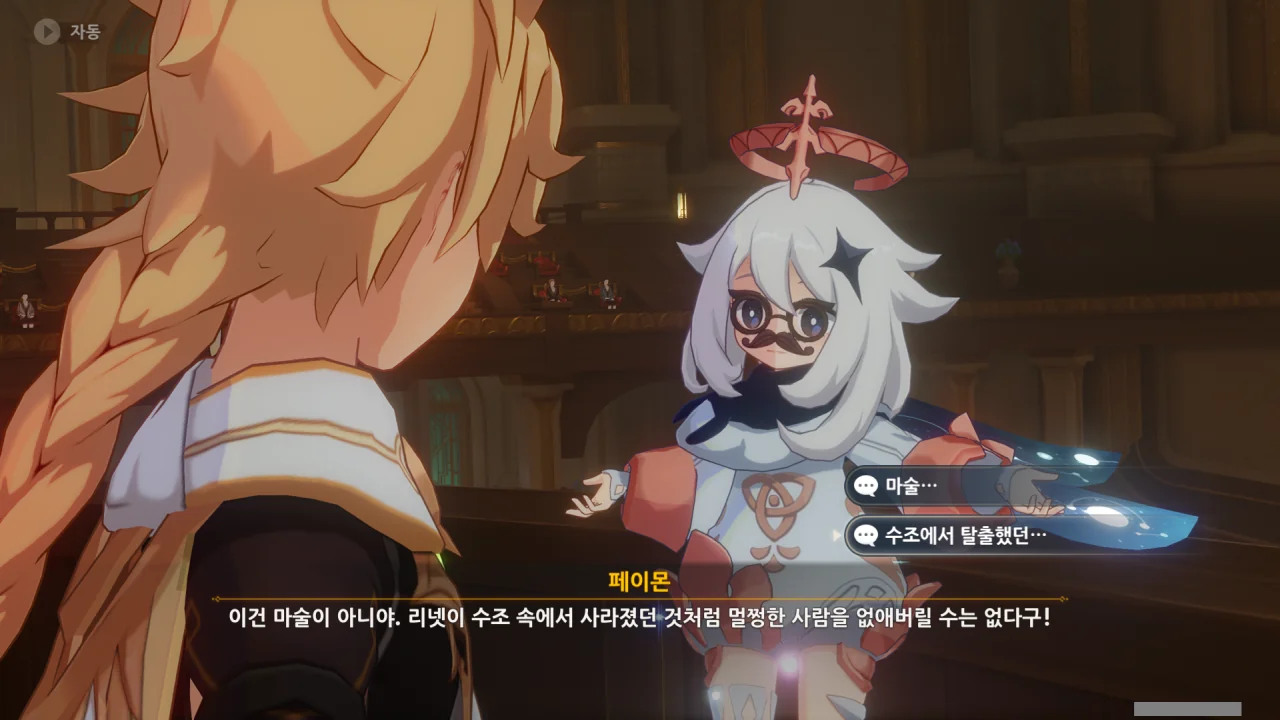 자동
마술…
수조에서 탈출했던…
페이몬
이건 마술이 아니야. 리넷이 수조 속에서 사라졌던 것처럼 멀쩡한 사람을 없애버릴 수는 없다구!